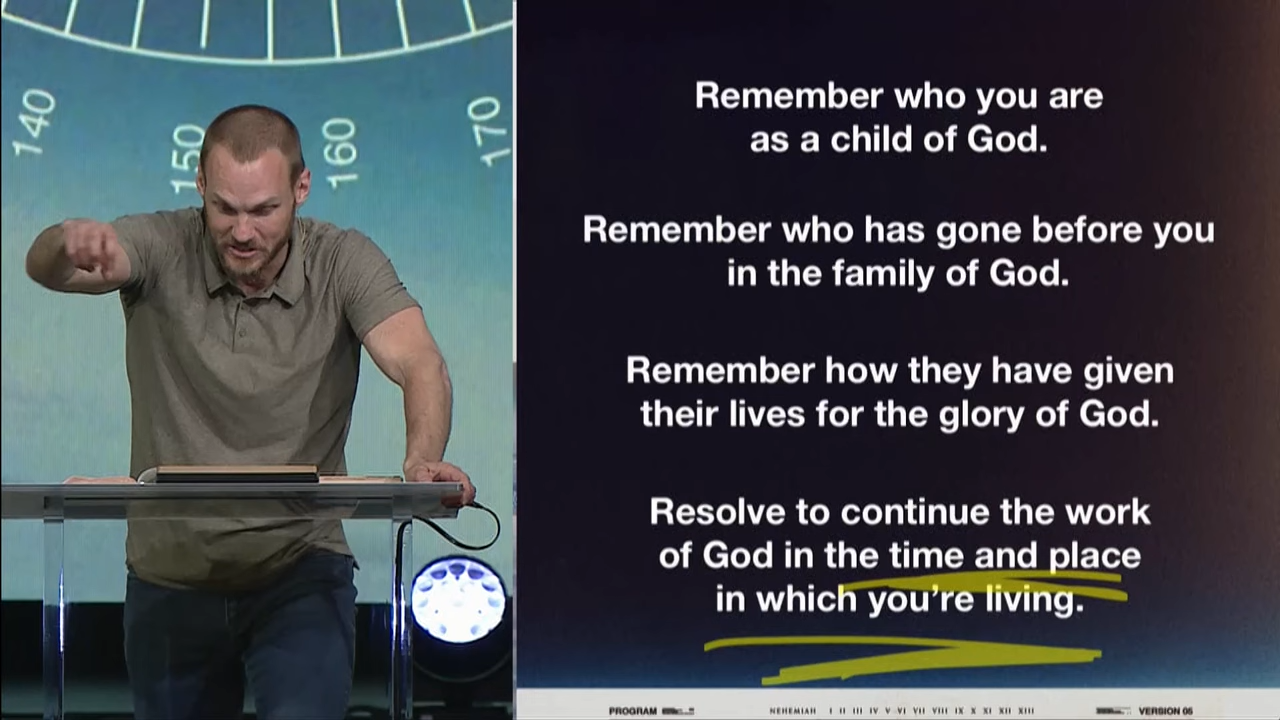 140
150
160
170
Remember who you are
as a child of God.
Remember who has gone before you
in the family of God.
Remember how they have given
their lives for the glory of God.
Resolve to continue the work
of God in the time and place
in which you’re living.
PROGRAM
NEHEMIAH I II III IV V VI VII VIII IX X XI XII XIII
VERSION 05